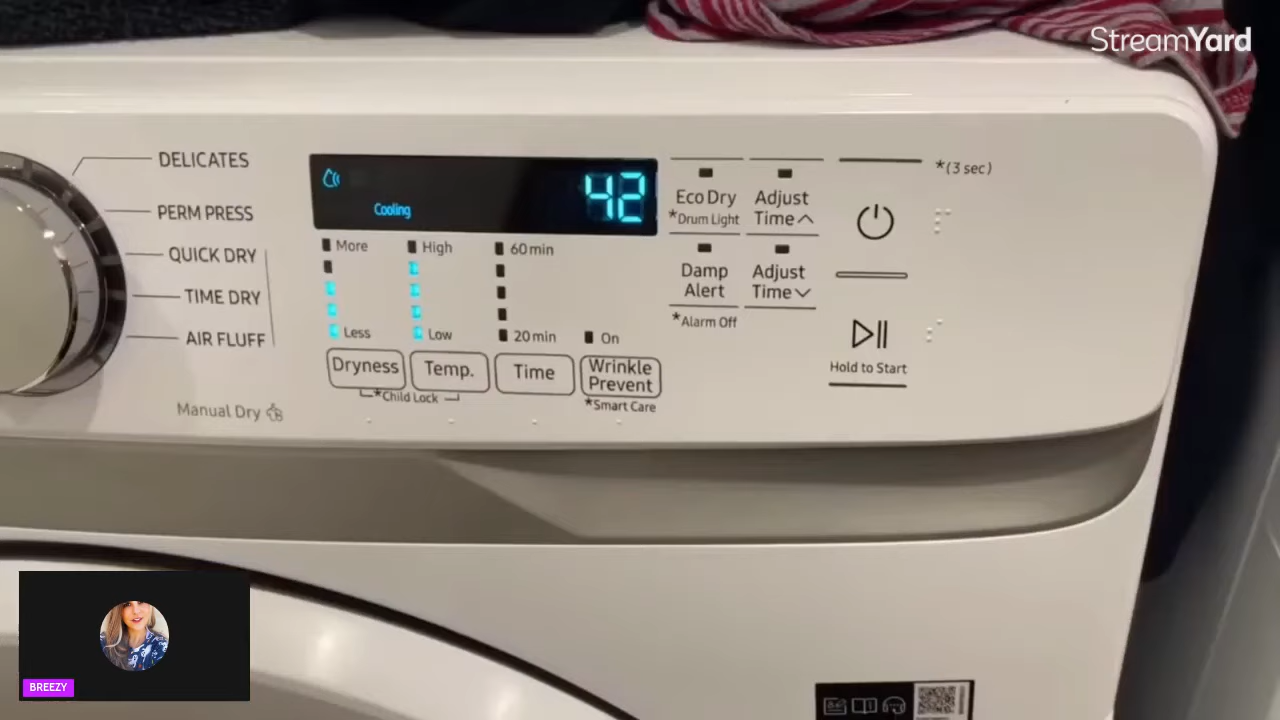 StreamYard
DELICATES
PERM PRESS
QUICK DRY
TIME DRY
AIR FLUFF
Manual Dry
Cooling
42
More
Less
High
Low
60 min
20 min
On
Dryness
Temp.
Time
Wrinkle
Prevent
*Child Lock
*Smart Care
Eco Dry
*Drum Light
Adjust
Time
Damp
Alert
*Alarm Off
Adjust
Time
*(3 sec)
Hold to Start
BREEZY